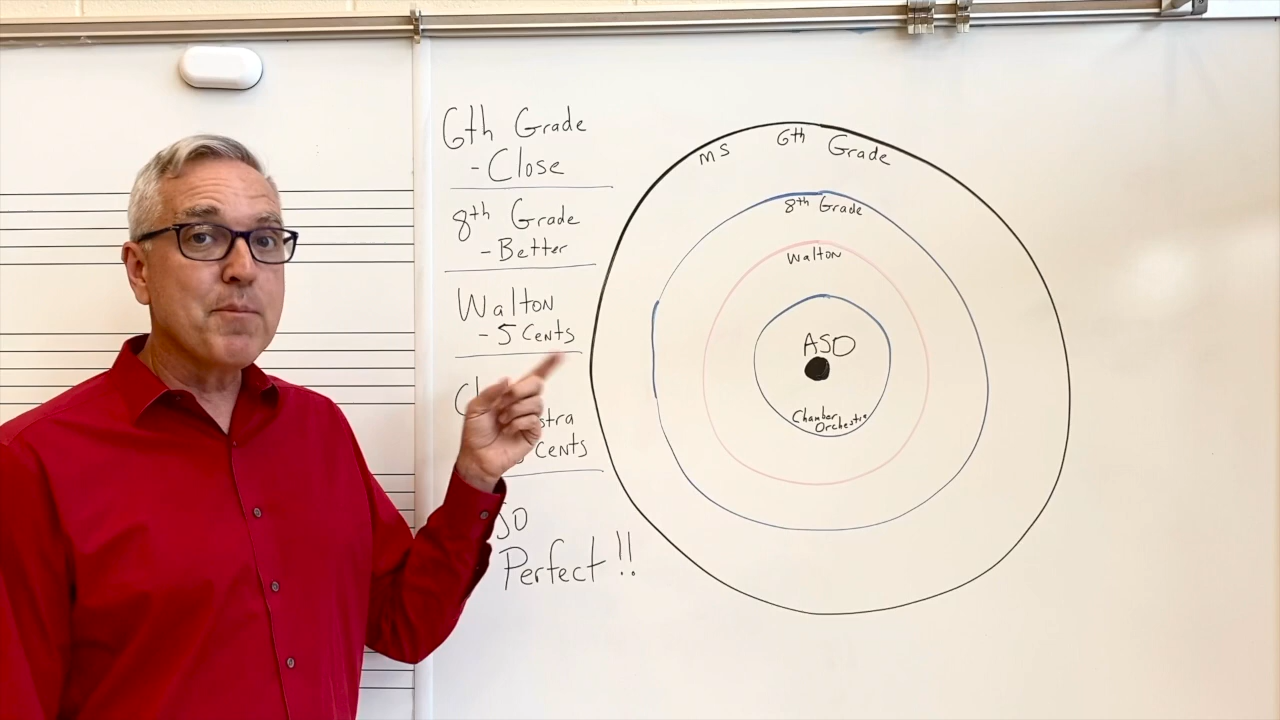 6th Grade
- Close
8th Grade
- Better
Walton
- 5 Cents
Cents
Perfect!!
MS 6th Grade
8th Grade
Walton
ASO
Chamber
Orchestra